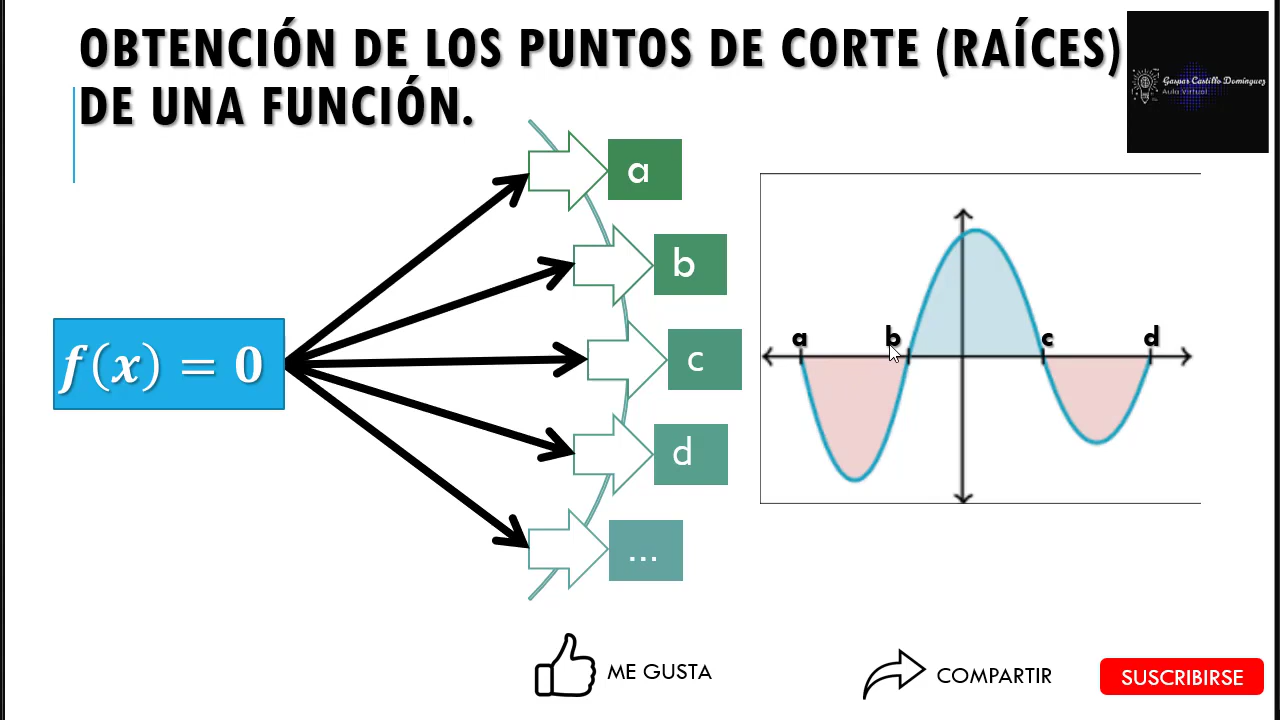 OBTENCIÓN DE LOS PUNTOS DE CORTE (RAÍCES)
DE UNA FUNCIÓN.
Gaspar Castillo Domínguez
Aula Virtual
f(x) = 0
a
b
c
d
...
a b c d
ME GUSTA
COMPARTIR
SUSCRIBIRSE